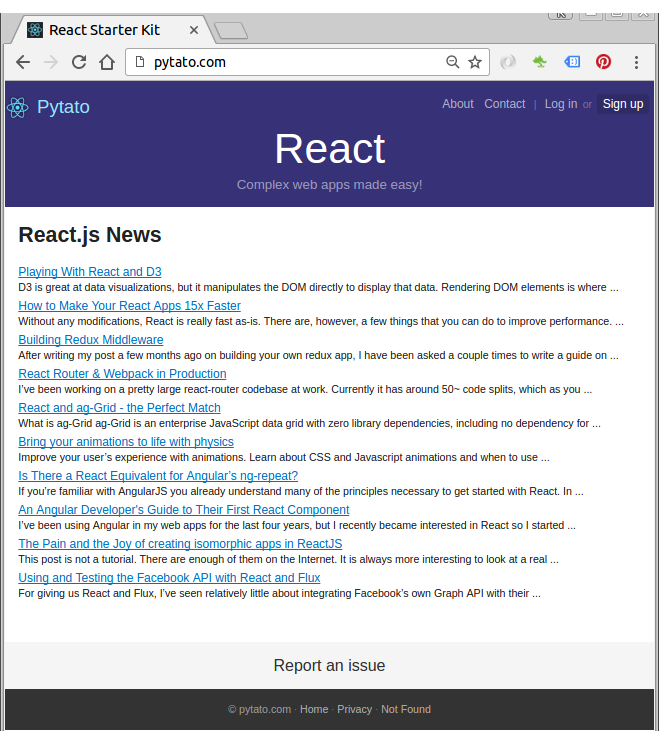 React Starter Kit
pytato.com
Pytato
About Contact | Log in or Sign up
React
Complex web apps made easy!
React.js News
Playing With React and D3
D3 is great at data visualizations, but it manipulates the DOM directly to display that data. Rendering DOM elements is where ...
How to Make Your React Apps 15x Faster
Without any modifications, React is really fast as-is. There are, however, a few things that you can do to improve performance. ...
Building Redux Middleware
After writing my post a few months ago on building your own redux app, I have been asked a couple times to write a guide on ...
React Router & Webpack in Production
I've been working on a pretty large react-router codebase at work. Currently it has around 50~ code splits, which as you ...
React and ag-Grid - the Perfect Match
What is ag-Grid ag-Grid is an enterprise JavaScript data grid with zero library dependencies, including no dependency for ...
Bring your animations to life with physics
Improve your user's experience with animations. Learn about CSS and Javascript animations and when to use ...
Is There a React Equivalent for Angular's ng-repeat?
If you're familiar with AngularJS you already understand many of the principles necessary to get started with React. In ...
An Angular Developer's Guide to Their First React Component
I've been using Angular in my web apps for the last four years, but I recently became interested in React so I started ...
The Pain and the Joy of creating isomorphic apps in ReactJS
This post is not a tutorial. There are enough of them on the Internet. It is always more interesting to look at a real ...
Using and Testing the Facebook API with React and Flux
For giving us React and Flux, I've seen relatively little about integrating Facebook's own Graph API with their ...
Report an issue
© pytato.com · Home · Privacy · Not Found